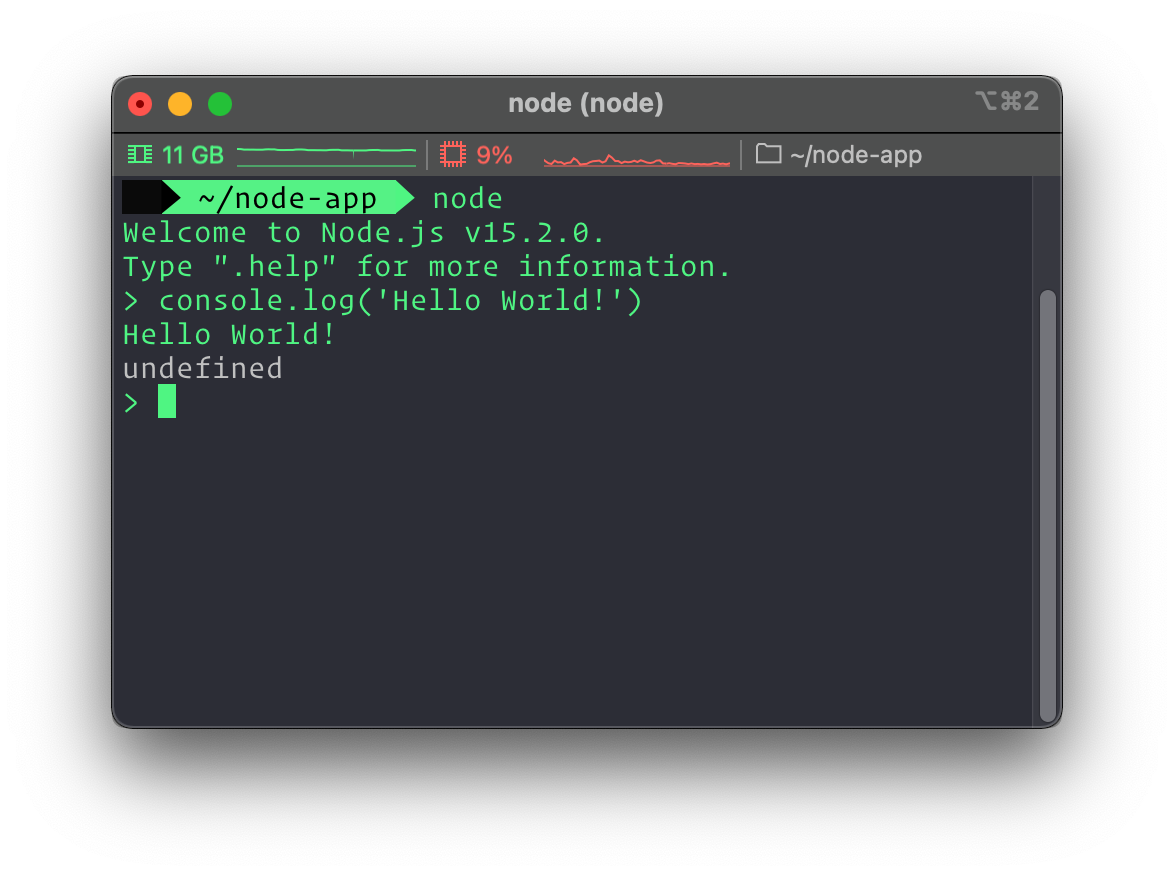 node (node)
⌥⌘2
11 GB
9%
~/node-app
~/node-app node
Welcome to Node.js v15.2.0.
Type ".help" for more information.
> console.log('Hello World!')
Hello World!
undefined
>